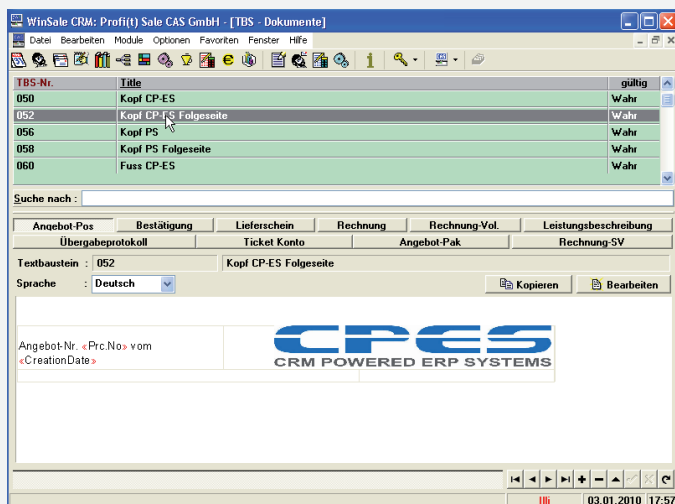 WinSale CRM: Profi(t) Sale CAS GmbH - [TBS - Dokumente]
Datei Bearbeiten Module Optionen Favoriten Fenster Hilfe
TBS-Nr. Title gültig
050 Kopf CP-ES Wahr
052 Kopf CP-ES Folgeseite Wahr
056 Kopf PS Wahr
058 Kopf PS Folgeseite Wahr
060 Fuss CP-ES Wahr
Suche nach :
Angebot-Pos Bestätigung Lieferschein Rechnung Rechnung-Vol. Leistungsbeschreibung
Übergabeprotokoll Ticket Konto Angebot-Pak Rechnung-SV
Textbaustein : 052 Kopf CP-ES Folgeseite
Sprache : Deutsch Kopieren Bearbeiten
Angebot-Nr. «Prc.No» vom
«CreationDate»
CPES
CRM POWERED ERP SYSTEMS
Ulli 03.01.2010 17:57